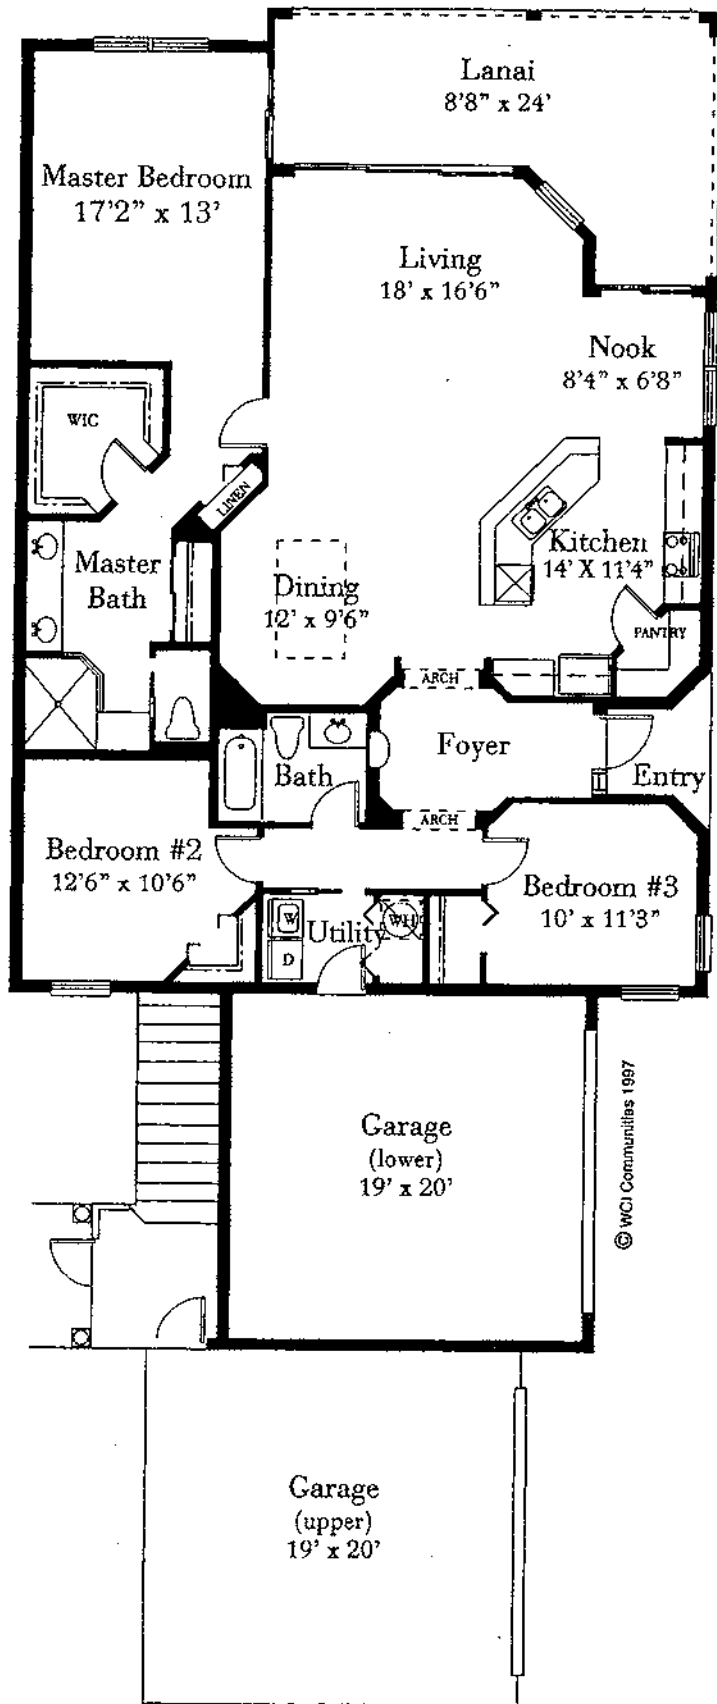 Lanai
8'8" x 24'
Master Bedroom
17'2" x 13'
Living
18' x 16'6"
Nook
8'4" x 6'8"
WIC
LINEN
Master
Bath
Kitchen
14' X 11'4"
Dining
12' x 9'6"
PANTRY
ARCH
Foyer
Bath
Entry
ARCH
Bedroom #2
12'6" x 10'6"
Bedroom #3
10' x 11'3"
W
Utility
WH
D
Garage
(lower)
19' x 20'
© WCI Communities 1997
Garage
(upper)
19' x 20'